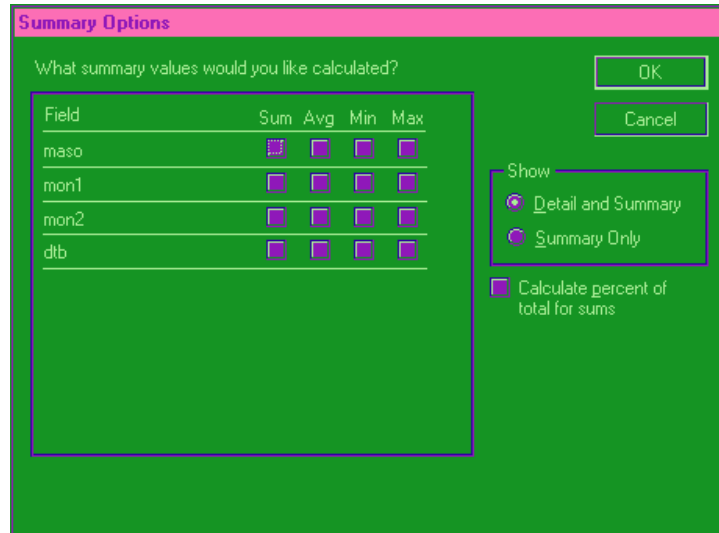 Summary Options
What summary values would you like calculated?
OK
Cancel
Field Sum Avg Min Max
maso
mon1
mon2
dtb
Show
Detail and Summary
Summary Only
Calculate percent of
total for sums